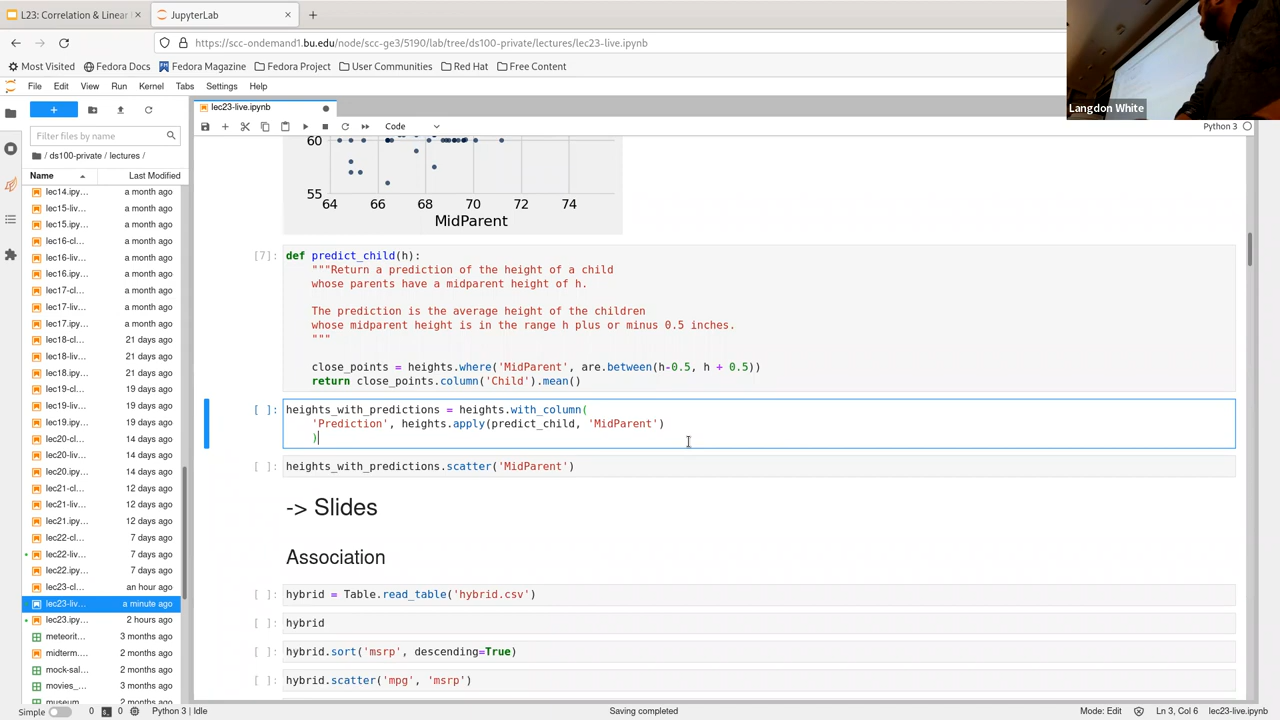 L23: Correlation & Linear
JupyterLab
https://scc-ondemand1.bu.edu/node/scc-ge3/5190/lab/tree/ds100-private/lectures/lec23-live.ipynb
Most Visited
Fedora Docs
Fedora Magazine
Fedora Project
User Communities
Red Hat
Free Content
Langdon White
File Edit View Run Kernel Tabs Settings Help
lec23-live.ipynb
Code
Python 3
Filter files by name
/ ds100-private / lectures /
Name Last Modified
lec14.ipy... a month ago
lec15-liv... a month ago
lec15.ipy... a month ago
lec16-cl... a month ago
lec16-liv... a month ago
lec16.ipy... a month ago
lec17-cl... a month ago
lec17-liv... a month ago
lec17.ipy... a month ago
lec18-cl... 21 days ago
lec18-liv... 21 days ago
lec18.ipy... 21 days ago
lec19-cl... 19 days ago
lec19-liv... 19 days ago
lec19.ipy... 19 days ago
lec20-cl... 14 days ago
lec20-liv... 14 days ago
lec20.ipy... 14 days ago
lec21-cl... 12 days ago
lec21-liv... 12 days ago
lec21.ipy... 12 days ago
lec22-cl... 7 days ago
lec22-liv... 7 days ago
lec22.ipy... 7 days ago
lec23-cl... an hour ago
lec23-liv... a minute ago
lec23.ipy... 2 hours ago
meteorit... 3 months ago
midterm.... 2 months ago
mock-sal... 2 months ago
movies_... 3 months ago
museum 2 months ago
60
55
64 66 68 70 72 74
MidParent
[7]: def predict_child(h):
"""Return a prediction of the height of a child
whose parents have a midparent height of h.
The prediction is the average height of the children
whose midparent height is in the range h plus or minus 0.5 inches.
"""
close_points = heights.where('MidParent', are.between(h-0.5, h + 0.5))
return close_points.column('Child').mean()
[ ]: heights_with_predictions = heights.with_column(
'Prediction', heights.apply(predict_child, 'MidParent')
)
[ ]: heights_with_predictions.scatter('MidParent')
-> Slides
Association
[ ]: hybrid = Table.read_table('hybrid.csv')
[ ]: hybrid
[ ]: hybrid.sort('msrp', descending=True)
[ ]: hybrid.scatter('mpg', 'msrp')
Simple 0 0 Python 3 | Idle Saving completed Mode: Edit Ln 3, Col 6 lec23-live.ipynb